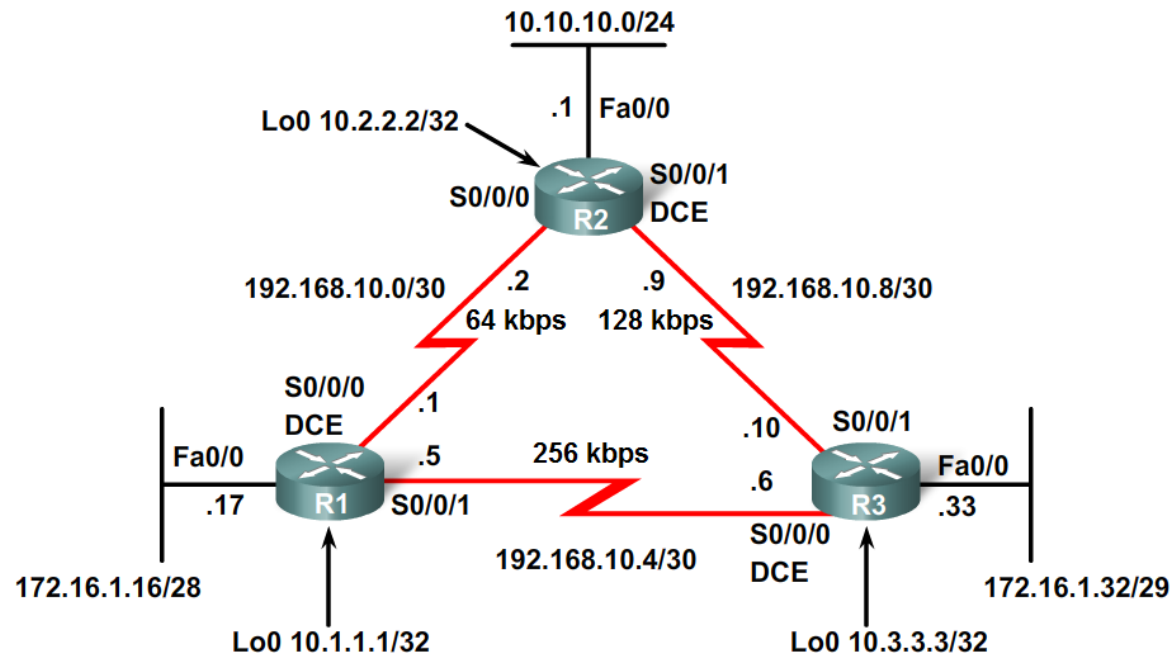 10.10.10.0/24
.1
Fa0/0
Lo0 10.2.2.2/32
S0/0/0
S0/0/1
DCE
R2
192.168.10.0/30
.2
.9
192.168.10.8/30
64 kbps
128 kbps
S0/0/0
DCE
.1
.10
S0/0/1
Fa0/0
.17
R1
.5
S0/0/1
256 kbps
192.168.10.4/30
.6
S0/0/0
DCE
R3
Fa0/0
.33
172.16.1.16/28
172.16.1.32/29
Lo0 10.1.1.1/32
Lo0 10.3.3.3/32